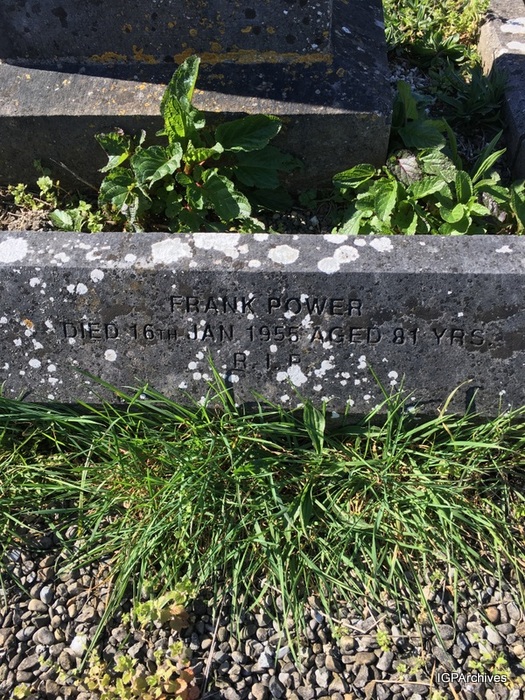 FRANK POWER
DIED 16TH JAN. 1955 AGED 81 YRS.
R. I. P.
IGPArchives